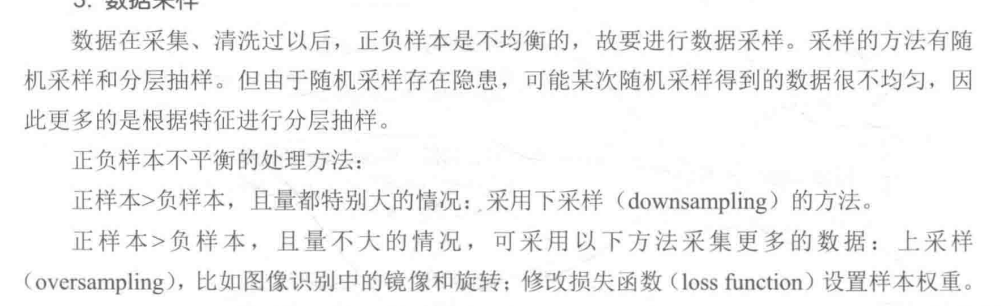 3. 数据采样
数据在采集、清洗过以后，正负样本是不均衡的，故要进行数据采样。采样的方法有随
机采样和分层抽样。但由于随机采样存在隐患，可能某次随机采样得到的数据很不均匀，因
此更多的是根据特征进行分层抽样。
正负样本不平衡的处理方法：
正样本>负样本，且量都特别大的情况：采用下采样（downsampling）的方法。
正样本>负样本，且量不大的情况，可采用以下方法采集更多的数据：上采样
（oversampling），比如图像识别中的镜像和旋转；修改损失函数（loss function）设置样本权重。